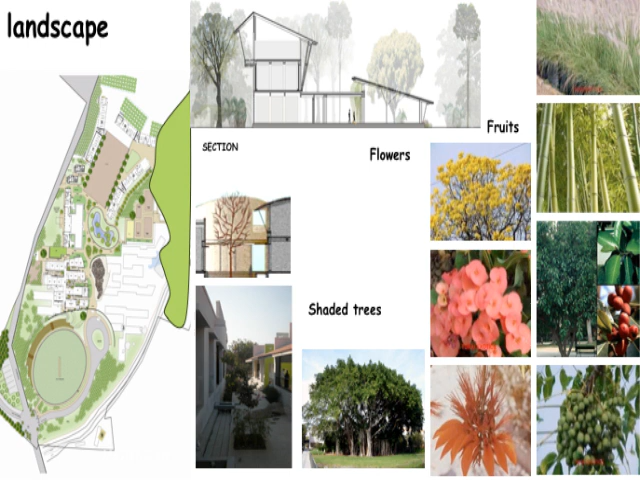 landscape
SECTION
Flowers
Fruits
Shaded trees